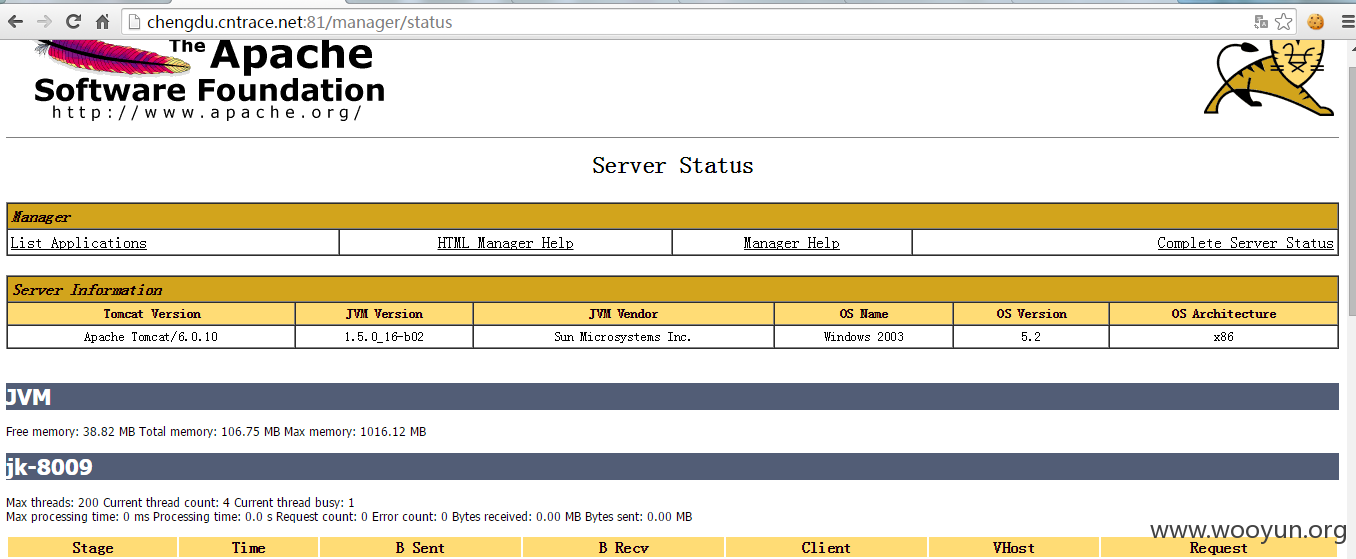 chengdu.cntrace.net:81/manager/status
The Apache
Software Foundation
http://www.apache.org/
Server Status
Manager
List Applications HTML Manager Help Manager Help Complete Server Status
Server Information
Tomcat Version JVM Version JVM Vendor OS Name OS Version OS Architecture
Apache Tomcat/6.0.10 1.5.0_16-b02 Sun Microsystems Inc. Windows 2003 5.2 x86
JVM
Free memory: 38.82 MB Total memory: 106.75 MB Max memory: 1016.12 MB
jk-8009
Max threads: 200 Current thread count: 4 Current thread busy: 1
Max processing time: 0 ms Processing time: 0.0 s Request count: 0 Error count: 0 Bytes received: 0.00 MB Bytes sent: 0.00 MB
www.wooyun.org
Stage Time B Sent B Recv Client VHost Request